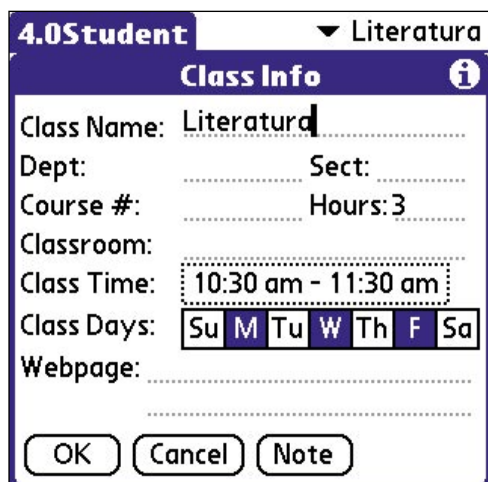 4.0Student Literatura
Class Info i
Class Name: Literatura
Dept: Sect:
Course #: Hours: 3
Classroom:
Class Time: 10:30 am - 11:30 am
Class Days: Su M Tu W Th F Sa
Webpage:
OK Cancel Note